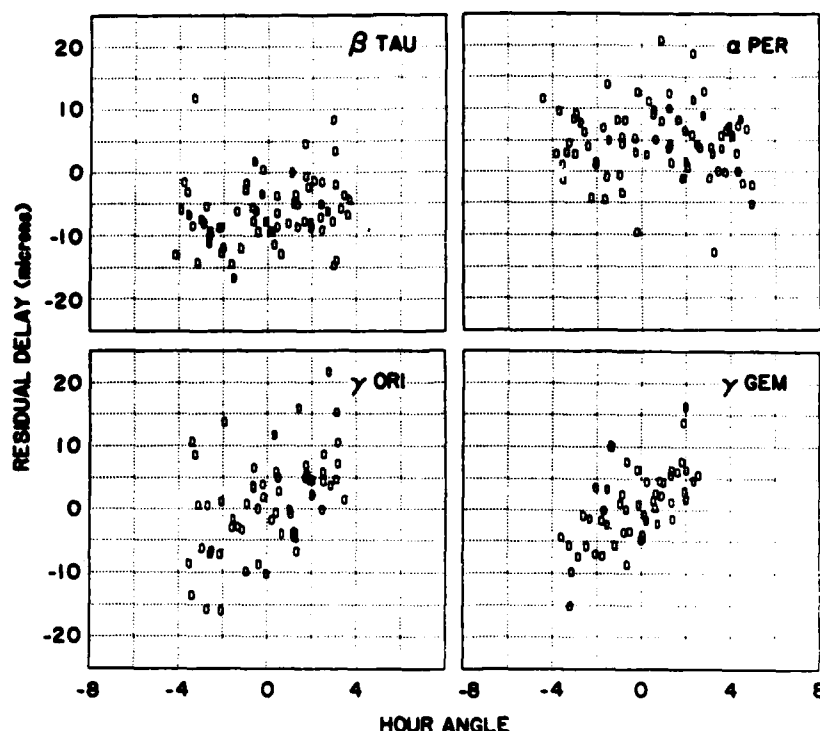 β TAU
α PER
20
10
0
-10
-20
RESIDUAL DELAY (microns)
γ ORI
γ GEM
20
10
0
-10
-20
-8 -4 0 4 -8 -4 0 4 8
HOUR ANGLE